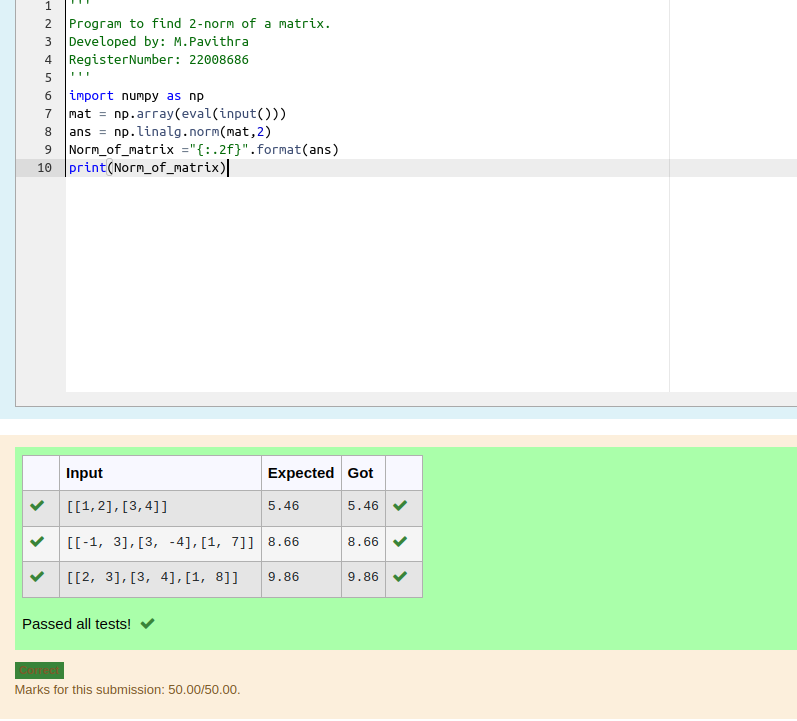 1 '''
2 Program to find 2-norm of a matrix.
3 Developed by: M.Pavithra
4 RegisterNumber: 22008686
5 '''
6 import numpy as np
7 mat = np.array(eval(input()))
8 ans = np.linalg.norm(mat,2)
9 Norm_of_matrix ="{:.2f}".format(ans)
10 print(Norm_of_matrix)
Input Expected Got
[[1,2],[3,4]] 5.46 5.46
[[-1, 3],[3, -4],[1, 7]] 8.66 8.66
[[2, 3],[3, 4],[1, 8]] 9.86 9.86
Passed all tests!
Correct
Marks for this submission: 50.00/50.00.